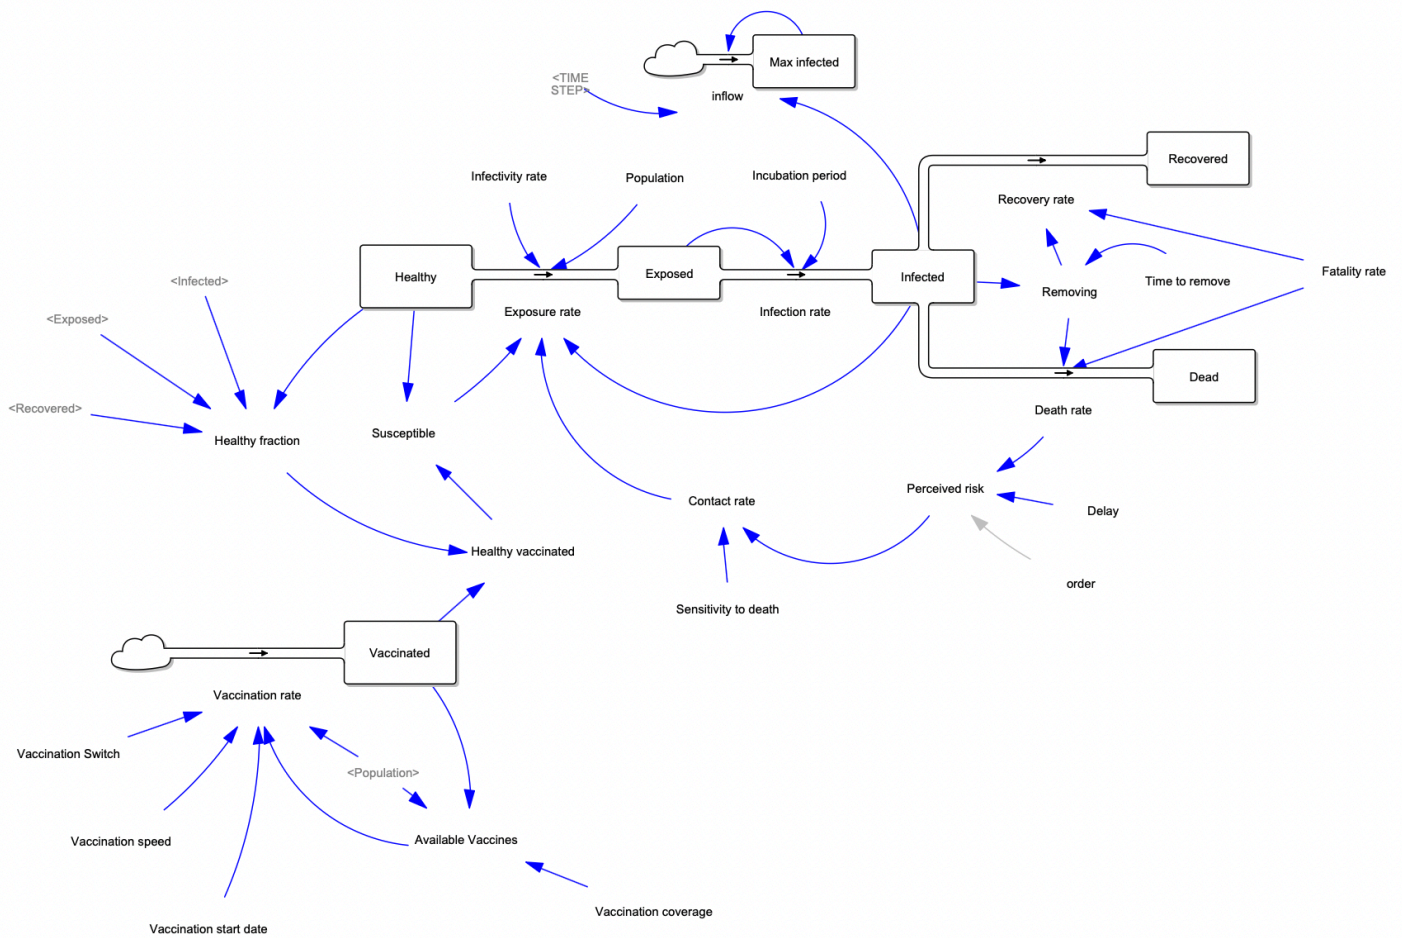 Max infected
<TIME
STEP>
inflow
Recovered
Infectivity rate
Population
Incubation period
Recovery rate
Healthy
Exposed
Infected
<Infected>
Removing
Time to remove
Fatality rate
Exposure rate
Infection rate
<Exposed>
Dead
<Recovered>
Death rate
Healthy fraction
Susceptible
Perceived risk
Contact rate
Delay
Healthy vaccinated
order
Sensitivity to death
Vaccinated
Vaccination rate
Vaccination Switch
<Population>
Vaccination speed
Available Vaccines
Vaccination coverage
Vaccination start date